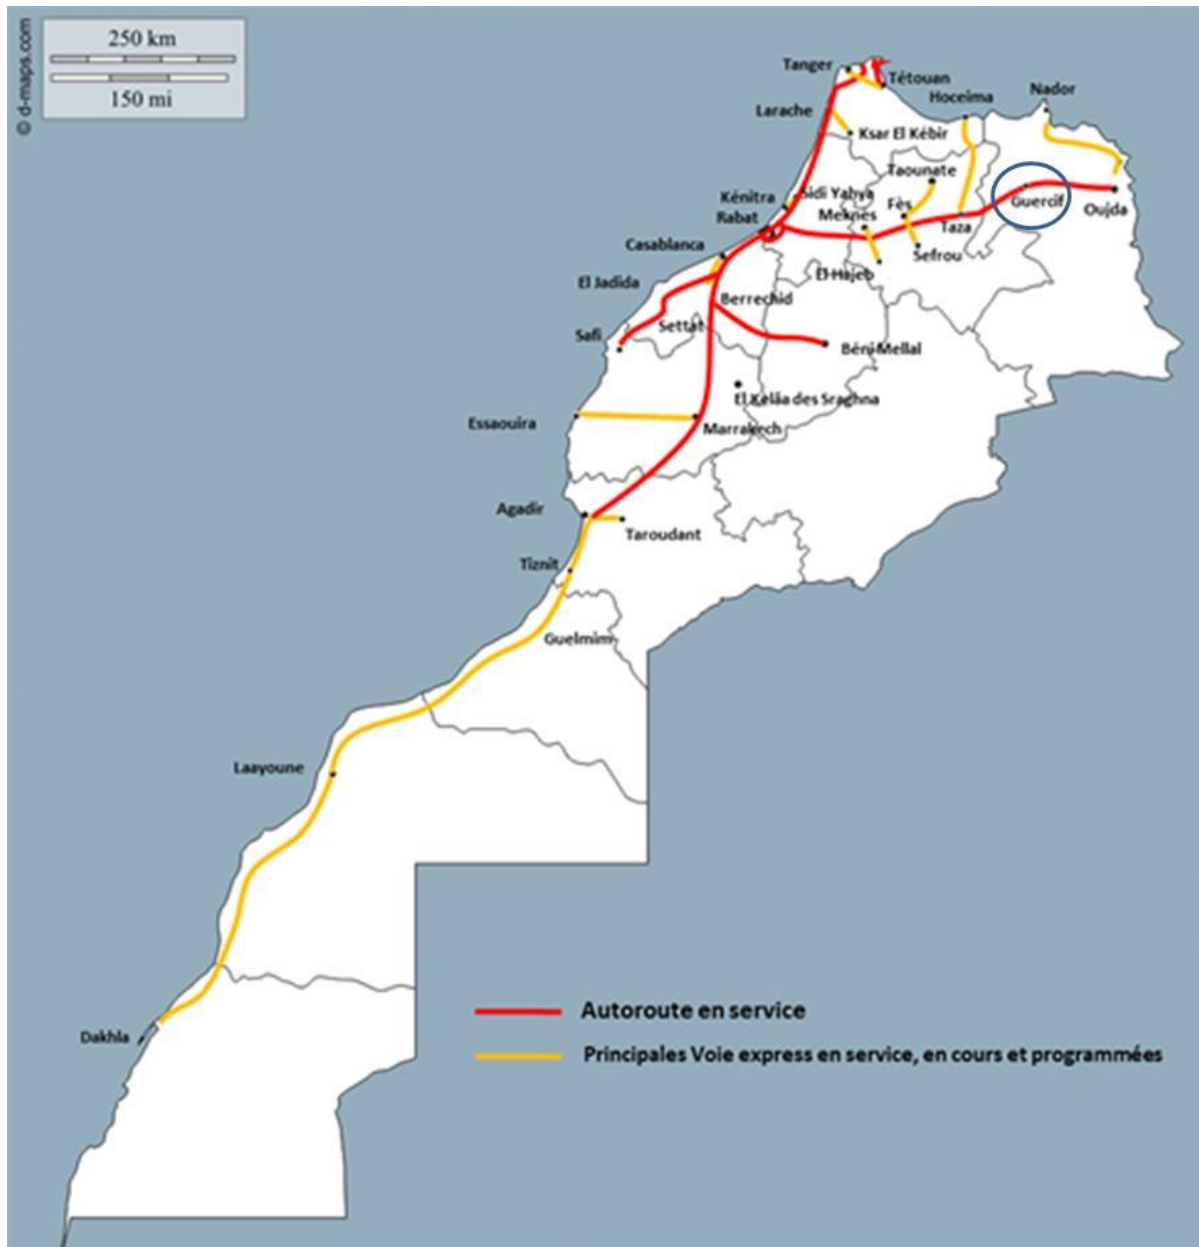 250 km
150 mi
© d-maps.com
Tanger
Tétouan
Hoceima
Nador
Larache
Ksar El Kébir
Taounate
Kénitra
Sidi Yahya
Fès
Guercif
Rabat
Meknès
Taza
Oujda
Casablanca
Sefrou
El Hajeb
El Jadida
Berrechid
Settat
Safi
Béni-Mellal
El Kelâa des Sraghna
Essaouira
Marrakech
Agadir
Taroudant
Tiznit
Guelmim
Laayoune
Autoroute en service
Dakhla
Principales Voie express en service, en cours et programmées